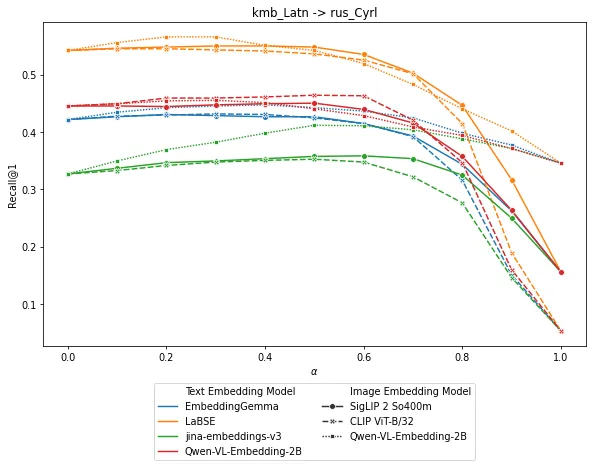 kmb_Latn -> rus_Cyrl
Recall@1
0.5
0.4
0.3
0.2
0.1
0.0 0.2 0.4 0.6 0.8 1.0
α
Text Embedding Model
EmbeddingGemma
LaBSE
jina-embeddings-v3
Qwen-VL-Embedding-2B
Image Embedding Model
SigLIP 2 So400m
CLIP ViT-B/32
Qwen-VL-Embedding-2B